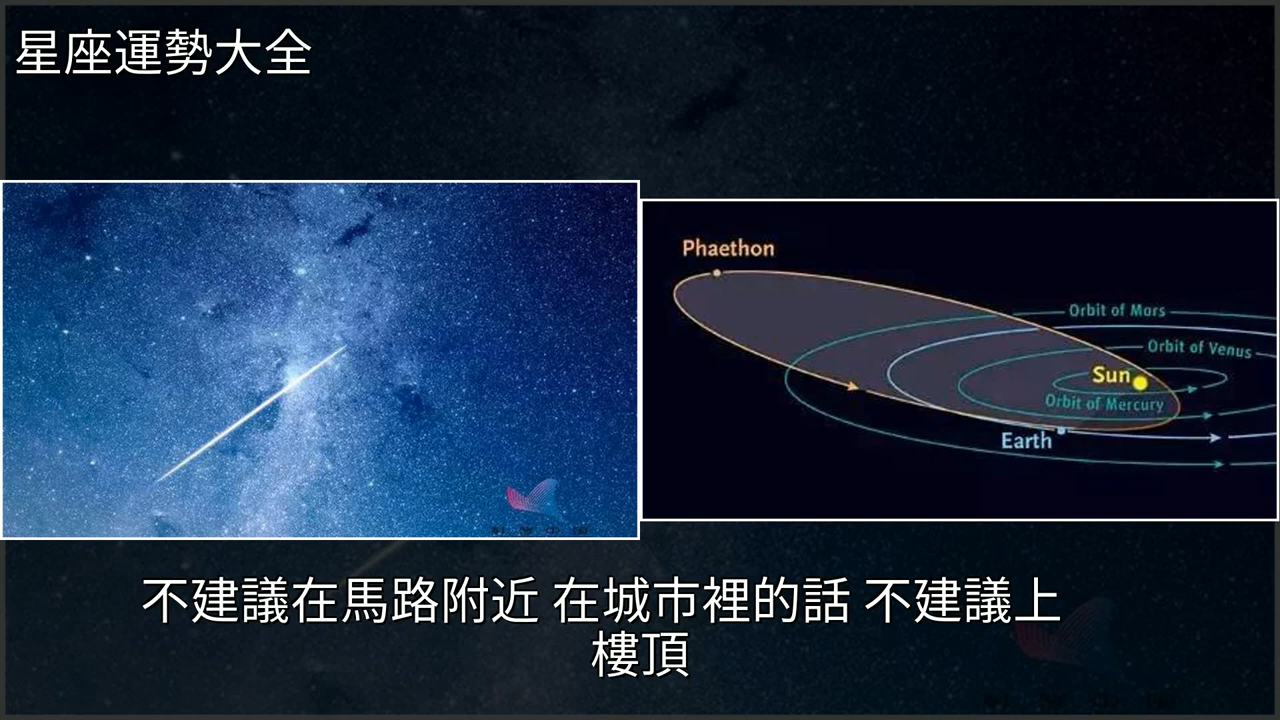 星座運勢大全
Phaethon
Orbit of Mars
Orbit of Venus
Sun
Orbit of Mercury
Earth
不建議在馬路附近 在城市裡的話 不建議上
樓頂